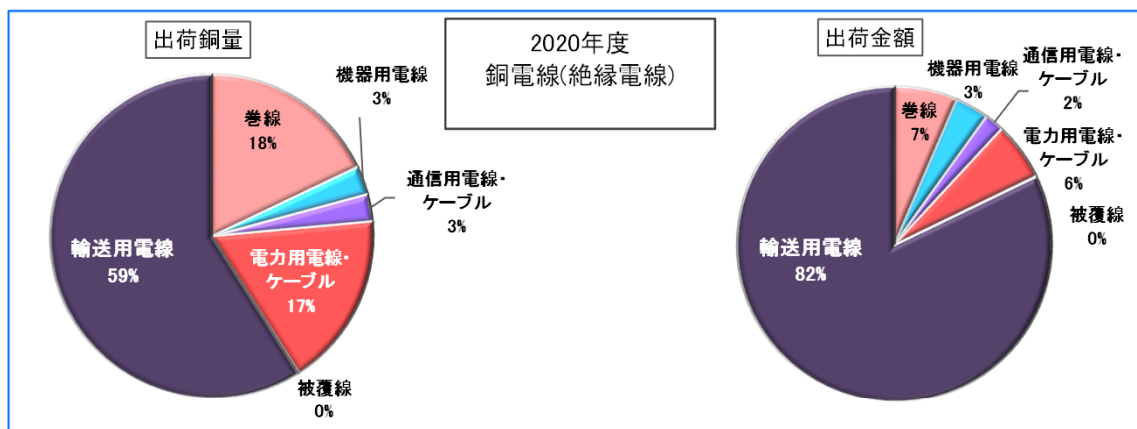 出荷銅量
2020年度
銅電線(絶縁電線)
出荷金額
機器用電線
3%
巻線
18%
通信用電線・
ケーブル
3%
輸送用電線
59%
電力用電線・
ケーブル
17%
被覆線
0%
機器用電線
3%
通信用電線・
ケーブル
2%
巻線
7%
電力用電線・
ケーブル
6%
被覆線
0%
輸送用電線
82%